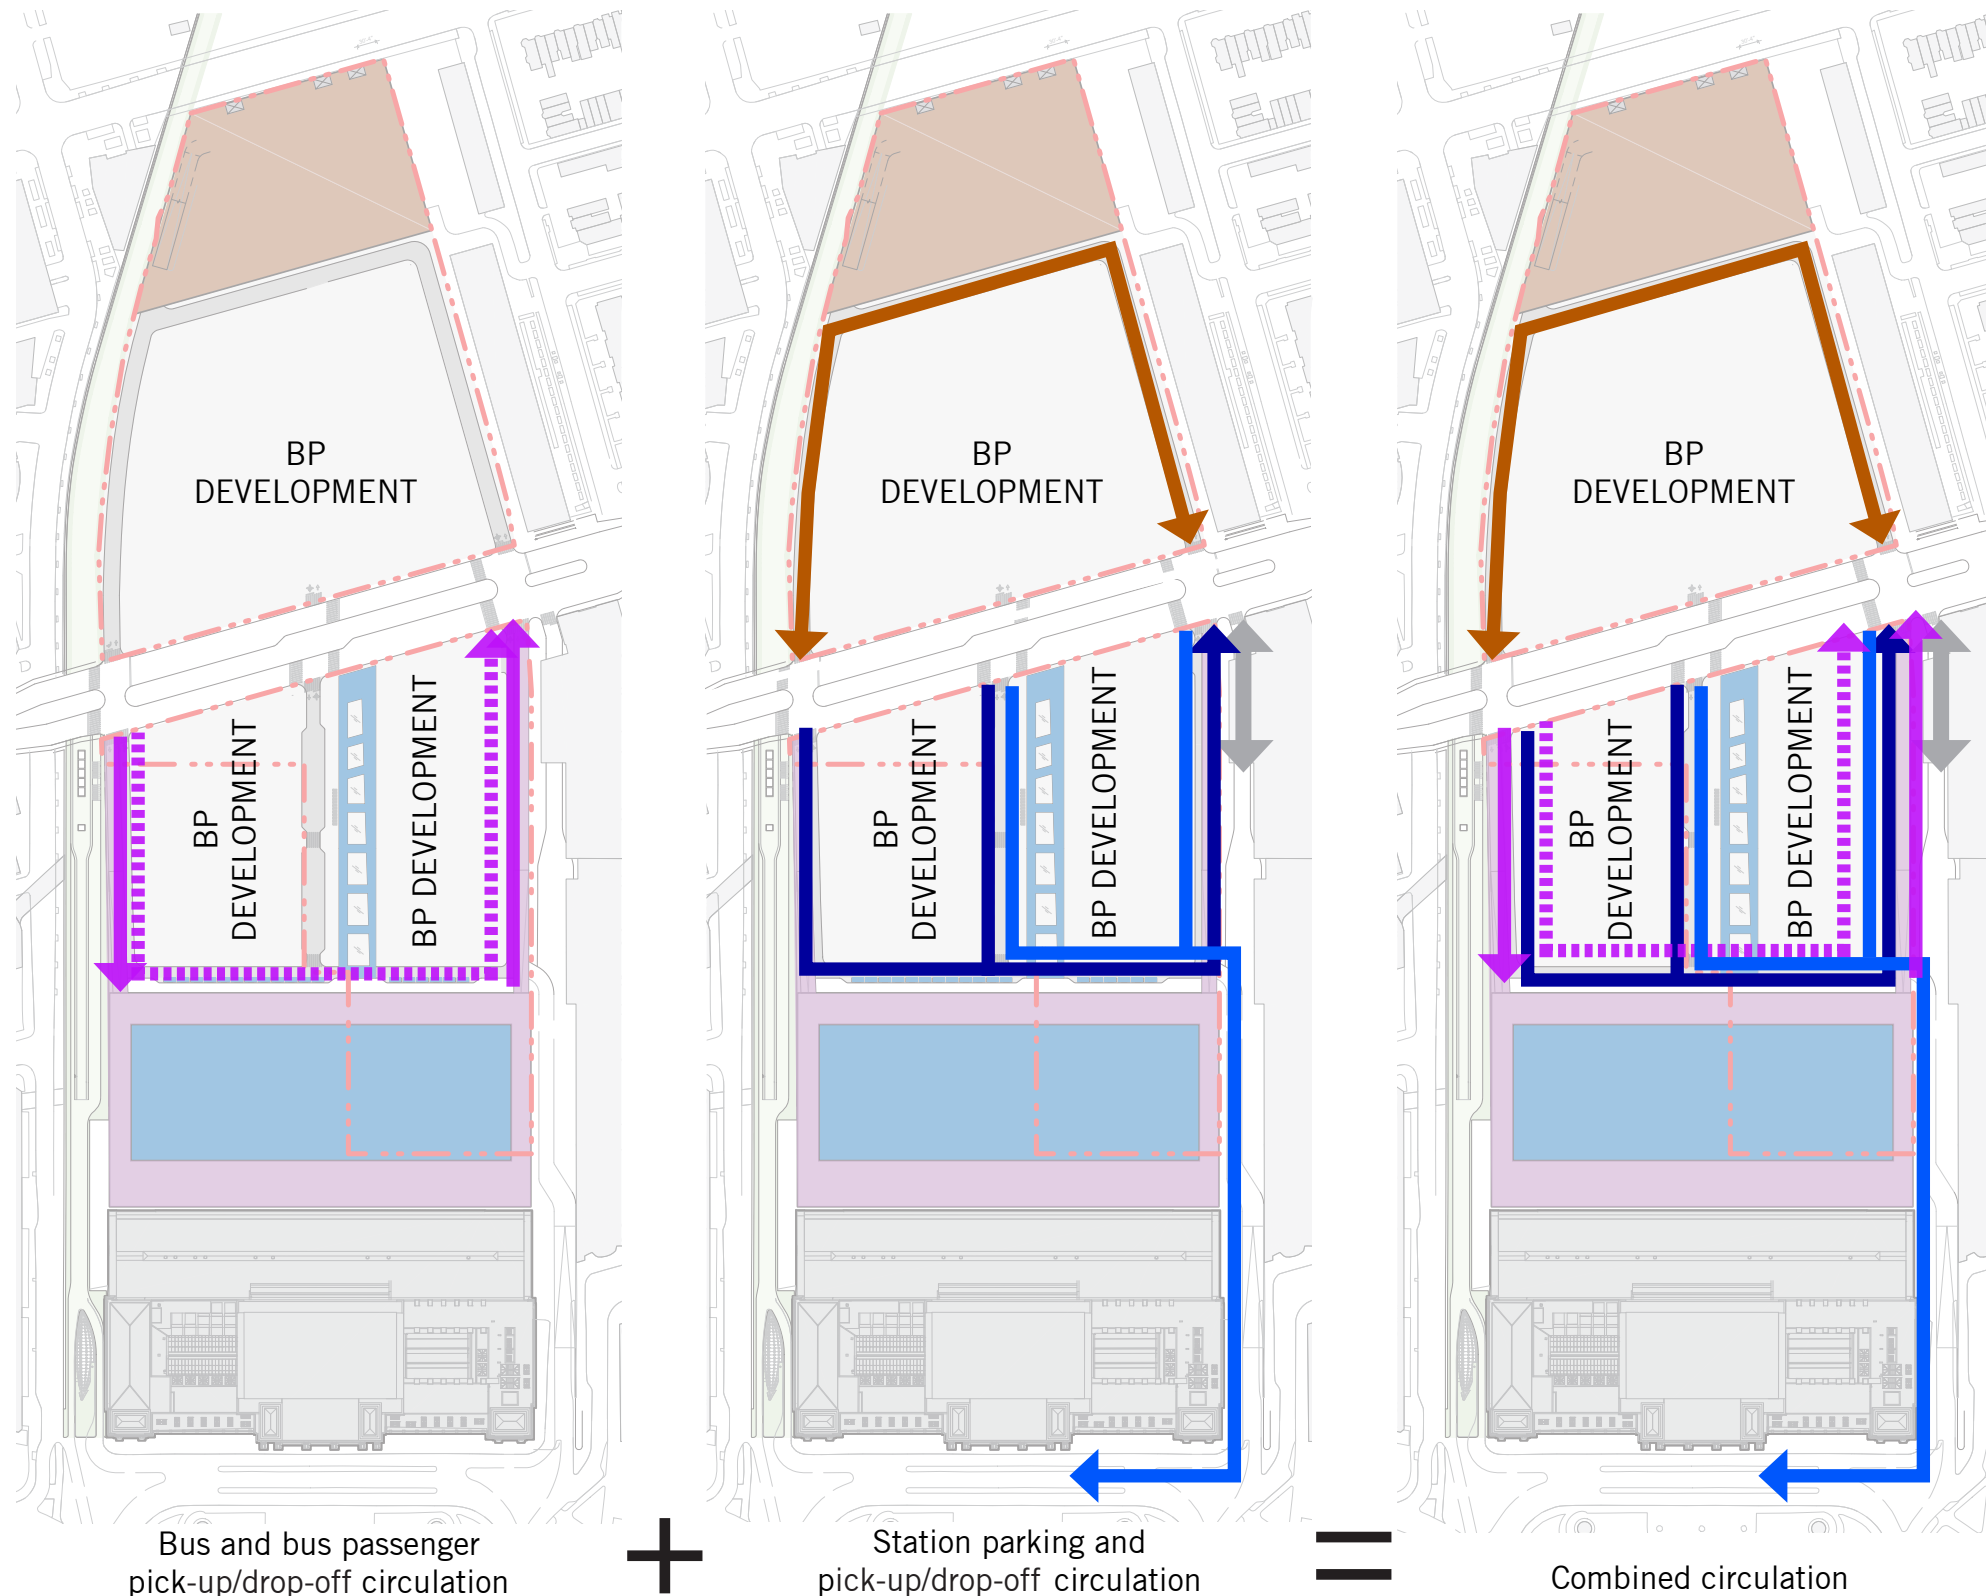 BP
DEVELOPMENT
BP
DEVELOPMENT
BP DEVELOPMENT
BP
DEVELOPMENT
BP
DEVELOPMENT
BP DEVELOPMENT
BP
DEVELOPMENT
BP
DEVELOPMENT
BP DEVELOPMENT
Bus and bus passenger
pick-up/drop-off circulation
+
Station parking and
pick-up/drop-off circulation
=
Combined circulation